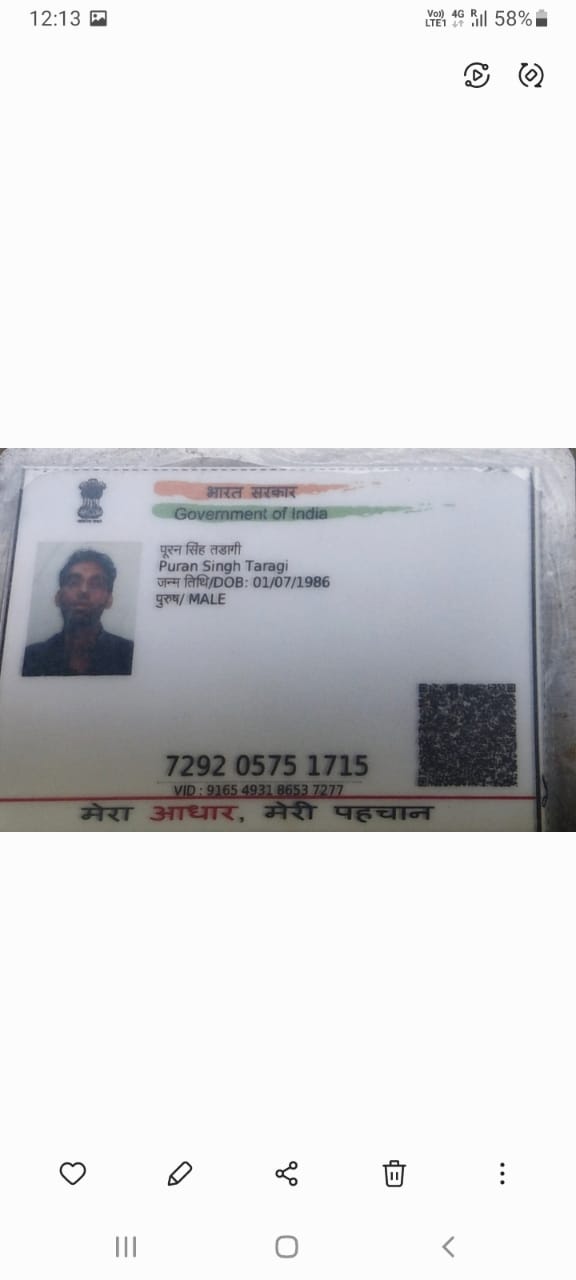 12:13 Vo)) 4G R 58%
LTE1
भारत सरकार
Government of India
पूरन सिंह तडागी
Puran Singh Taragi
जन्म तिथि/DOB: 01/07/1986
पुरुष/ MALE
7292 0575 1715
VID : 9165 4931 8653 7277
मेरा आधार, मेरी पहचान